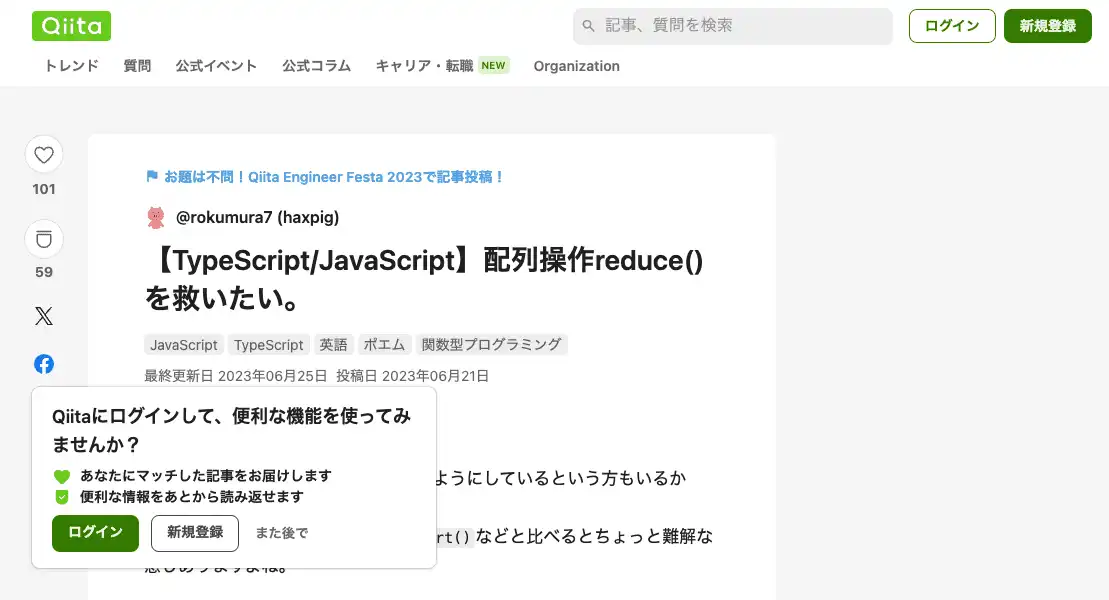 Qiita
記事、質問を検索
ログイン
新規登録
トレンド 質問 公式イベント 公式コラム キャリア・転職 NEW Organization
101
59
お題は不問！Qiita Engineer Festa 2023で記事投稿！
@rokumura7 (haxpig)
【TypeScript/JavaScript】配列操作reduce()
を救いたい。
JavaScript TypeScript 英語 ポエム 関数型プログラミング
最終更新日 2023年06月25日 投稿日 2023年06月21日
Qiitaにログインして、便利な機能を使ってみ
ませんか？
あなたにマッチした記事をお届けします
便利な情報をあとから読み返せます
ログイン 新規登録 また後で
ようにしているという方もいるか
rt()などと比べるとちょっと難解な